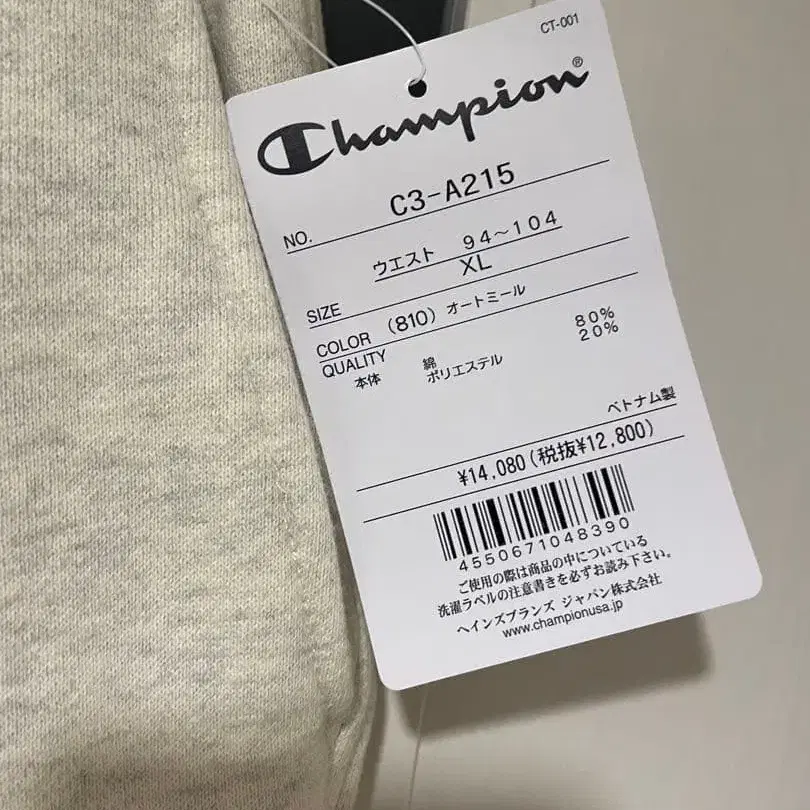 CT-001
Champion®
NO. C3-A215
ウエスト 94~104
SIZE XL
COLOR (810) オートミール
QUALITY
本体 綿 80%
ポリエステル 20%
ベトナム製
¥14,080(税抜¥12,800)
4550671048390
ご使用の際は商品の中についている
洗濯ラベルの注意書きを必ずお読み下さい。
ヘインズブランズ ジャパン株式会社
www.championusa.jp